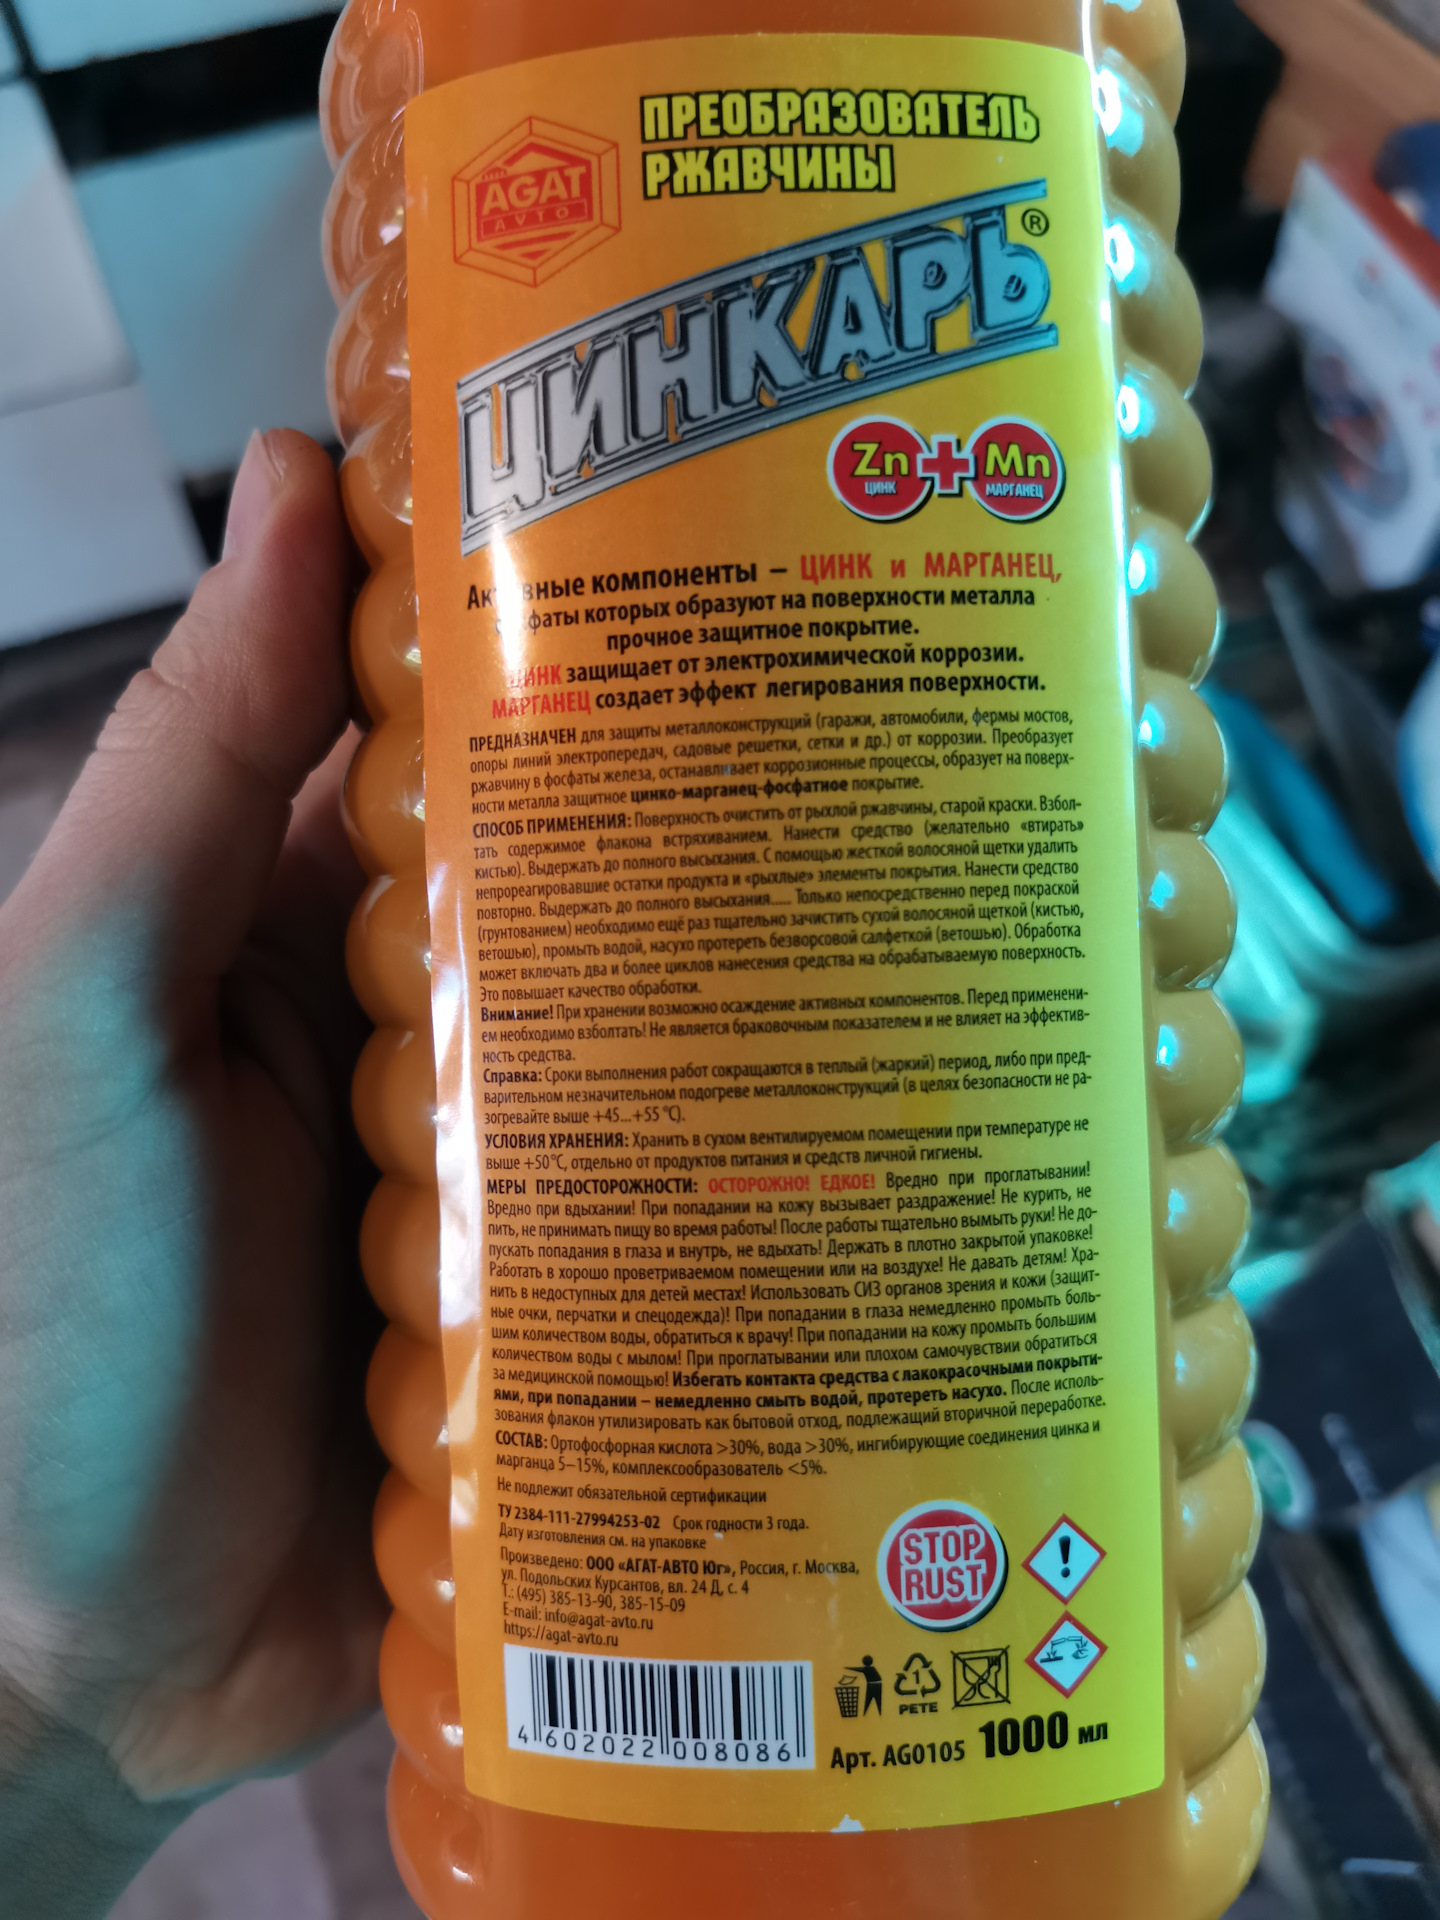 ПРЕОБРАЗОВАТЕЛЬ
РЖАВЧИНЫ
AGAT
AVTO
ЦИНКАРЬ®
Zn + Mn
ЦИНК МАРГАНЕЦ
Активные компоненты – ЦИНК и МАРГАНЕЦ,
фосфаты которых образуют на поверхности металла
прочное защитное покрытие.
ЦИНК защищает от электрохимической коррозии.
МАРГАНЕЦ создает эффект легирования поверхности.
ПРЕДНАЗНАЧЕН для защиты металлоконструкций (гаражи, автомобили, фермы мостов,
опоры линий электропередач, садовые решетки, сетки и др.) от коррозии. Преобразует
ржавчину в фосфаты железа, останавливает коррозионные процессы, образует на поверх-
ности металла защитное цинко-марганец-фосфатное покрытие.
СПОСОБ ПРИМЕНЕНИЯ: Поверхность очистить от рыхлой ржавчины, старой краски. Взбол-
тать содержимое флакона встряхиванием. Нанести средство (желательно «втирать»
кистью). Выдержать до полного высыхания. С помощью жесткой волосяной щетки удалить
непрореагировавшие остатки продукта и «рыхлые» элементы покрытия. Нанести средство
повторно. Выдержать до полного высыхания..... Только непосредственно перед покраской
(грунтованием) необходимо ещё раз тщательно зачистить сухой волосяной щеткой (кистью,
ветошью), промыть водой, насухо протереть безворсовой салфеткой (ветошью). Обработка
может включать два и более циклов нанесения средства на обрабатываемую поверхность.
Это повышает качество обработки.
Внимание! При хранении возможно осаждение активных компонентов. Перед применени-
ем необходимо взболтать! Не является браковочным показателем и не влияет на эффектив-
ность средства.
Справка: Сроки выполнения работ сокращаются в теплый (жаркий) период, либо при пред-
варительном незначительном подогреве металлоконструкций (в целях безопасности не ра-
зогревайте выше +45...+55 °C).
УСЛОВИЯ ХРАНЕНИЯ: Хранить в сухом вентилируемом помещении при температуре не
выше +50°C, отдельно от продуктов питания и средств личной гигиены.
МЕРЫ ПРЕДОСТОРОЖНОСТИ: ОСТОРОЖНО! ЕДКОЕ! Вредно при проглатывании!
Вредно при вдыхании! При попадании на кожу вызывает раздражение! Не курить, не
пить, не принимать пищу во время работы! После работы тщательно вымыть руки! Не до-
пускать попадания в глаза и внутрь, не вдыхать! Держать в плотно закрытой упаковке!
Работать в хорошо проветриваемом помещении или на воздухе! Не давать детям! Хра-
нить в недоступных для детей местах! Использовать СИЗ органов зрения и кожи (защит-
ные очки, перчатки и спецодежда)! При попадании в глаза немедленно промыть боль-
шим количеством воды, обратиться к врачу! При попадании на кожу промыть большим
количеством воды с мылом! При проглатывании или плохом самочувствии обратиться
за медицинской помощью! Избегать контакта средства с лакокрасочными покрыти-
ями, при попадании – немедленно смыть водой, протереть насухо. После исполь-
зования флакон утилизировать как бытовой отход, подлежащий вторичной переработке.
СОСТАВ: Ортофосфорная кислота >30%, вода >30%, ингибирующие соединения цинка и
марганца 5–15%, комплексообразователь <5%.
Не подлежит обязательной сертификации
ТУ 2384-111-27994253-02 Срок годности 3 года.
Дату изготовления см. на упаковке
Произведено: ООО «АГАТ-АВТО Юг», Россия, г. Москва,
ул. Подольских Курсантов, вл. 24 Д, с. 4
Т.: (495) 385-13-90, 385-15-09
E-mail: info@agat-avto.ru
https://agat-avto.ru
STOP
RUST
1
PETE
4 602022 008086
Арт. AG0105 1000 мл